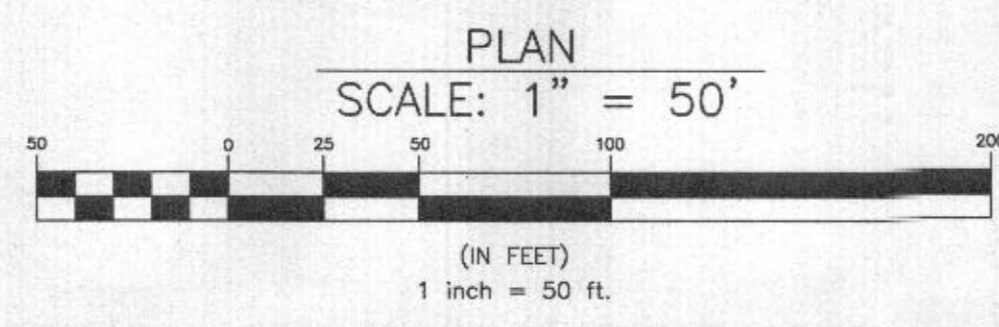 PLAN
SCALE: 1" = 50'
50 0 25 50 100 200
(IN FEET)
1 inch = 50 ft.